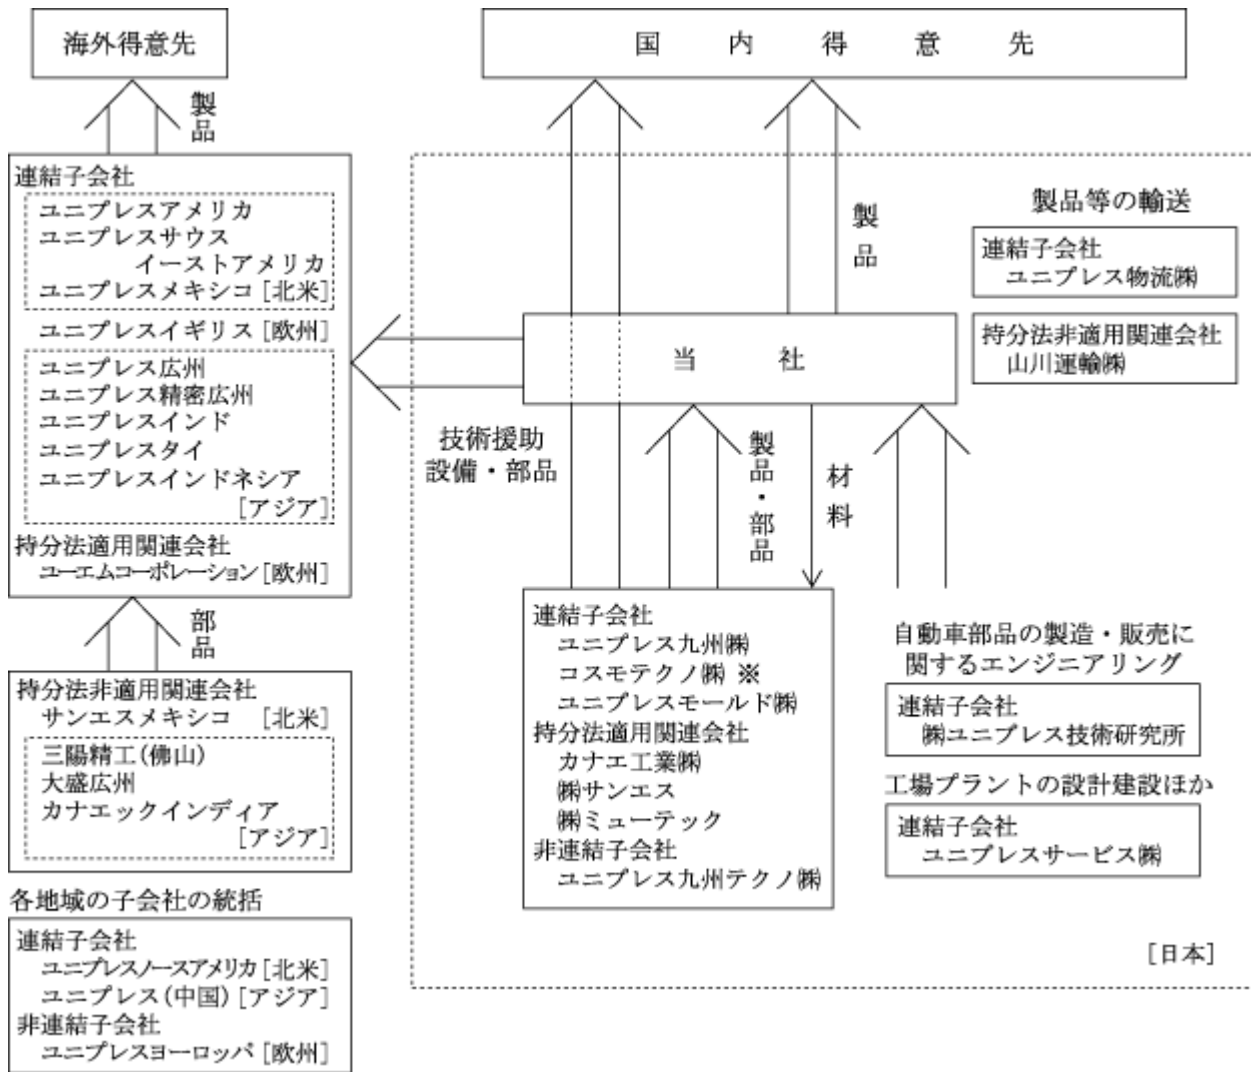 海外得意先
製品
連結子会社
ユニプレスアメリカ
ユニプレスサウス
イーストアメリカ
ユニプレスメキシコ[北米]
ユニプレスイギリス[欧州]
ユニプレス広州
ユニプレス精密広州
ユニプレスインド
ユニプレスタイ
ユニプレスインドネシア
[アジア]
持分法適用関連会社
ユーエムコーポレーション[欧州]
部品
持分法非適用関連会社
サンエスメキシコ [北米]
三陽精工(佛山)
大盛広州
カナエックインディア
[アジア]
各地域の子会社の統括
連結子会社
ユニプレスノースアメリカ[北米]
ユニプレス(中国)[アジア]
非連結子会社
ユニプレスヨーロッパ[欧州]
国内得意先
製品
製品等の輸送
連結子会社
ユニプレス物流㈱
持分法非適用関連会社
山川運輸㈱
当社
技術援助
設備・部品
製品・部品
材料
連結子会社
ユニプレス九州㈱
コスモテクノ㈱ ※
ユニプレスモールド㈱
持分法適用関連会社
カナエ工業㈱
㈱サンエス
㈱ミューテック
非連結子会社
ユニプレス九州テクノ㈱
自動車部品の製造・販売に
関するエンジニアリング
連結子会社
㈱ユニプレス技術研究所
工場プラントの設計建設ほか
連結子会社
ユニプレスサービス㈱
[日本]